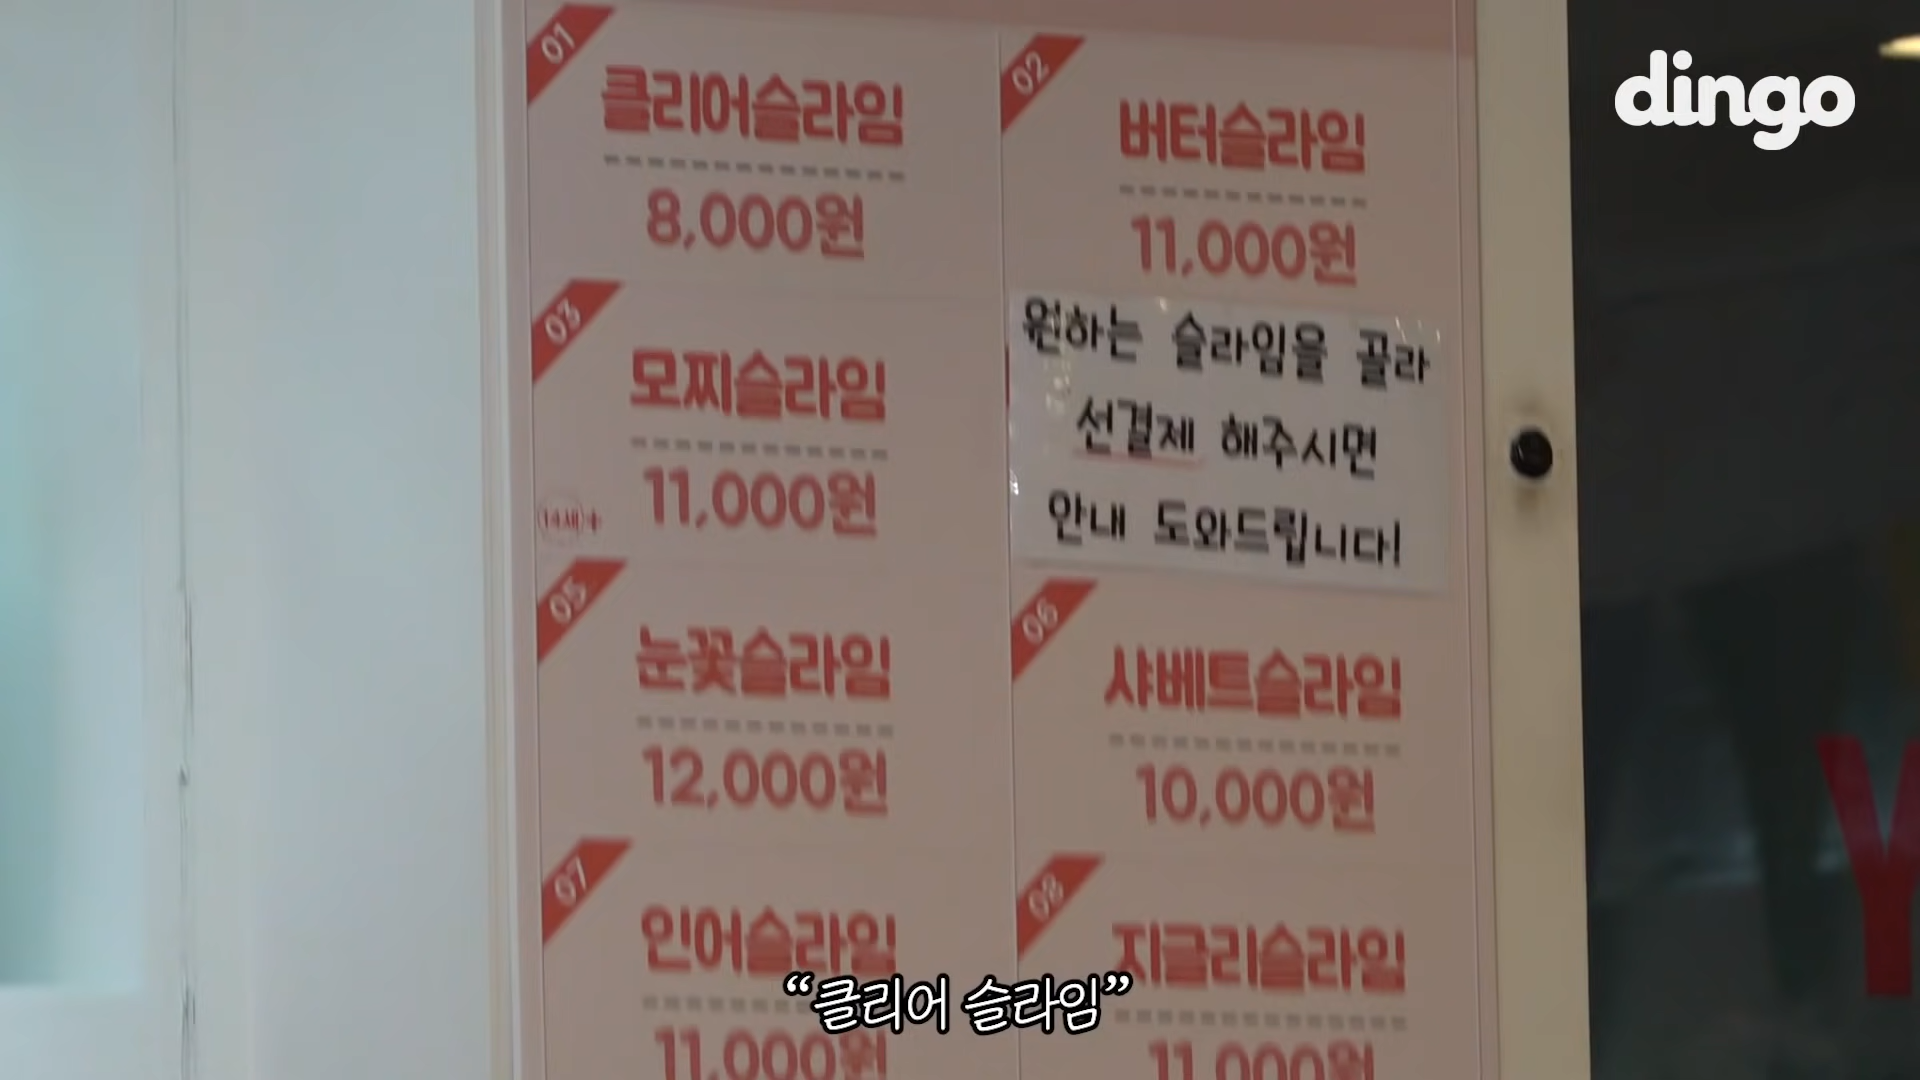 dingo
01
클리어슬라임
8,000원
02
버터슬라임
11,000원
03
모찌슬라임
11,000원
14세+
원하는 슬라임을 골라
선결제 해주시면
안내 도와드립니다!
05
눈꽃슬라임
12,000원
06
샤베트슬라임
10,000원
07
인어슬라임
11,000원
08
지글리슬라임
11,000원
“클리어 슬라임”
Y